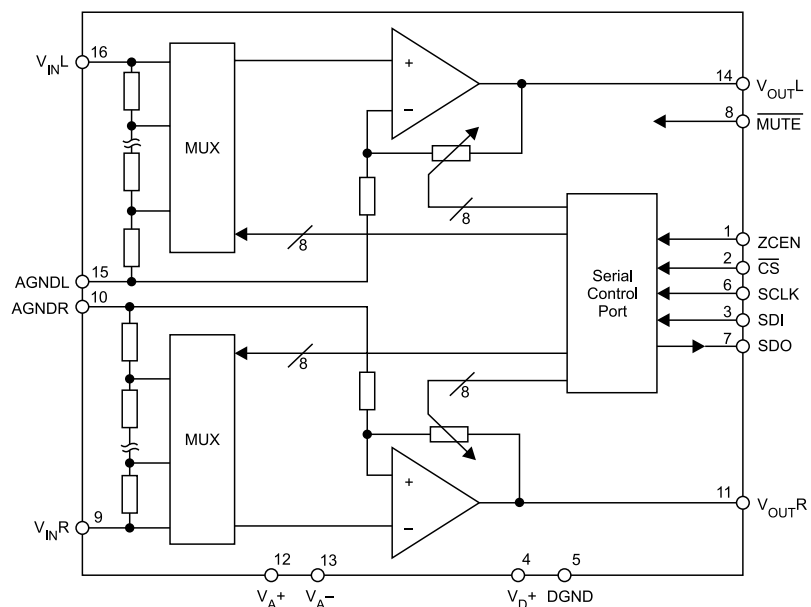 16
V_IN L
MUX
+
−
14
V_OUT L
8
MUTE
8
8
1
ZCEN
2
CS
6
SCLK
3
SDI
7
SDO
Serial
Control
Port
15
AGNDL
10
AGNDR
8
8
MUX
+
−
11
V_OUT R
9
V_IN R
12
13
4
5
V_A+
V_A−
V_D+
DGND